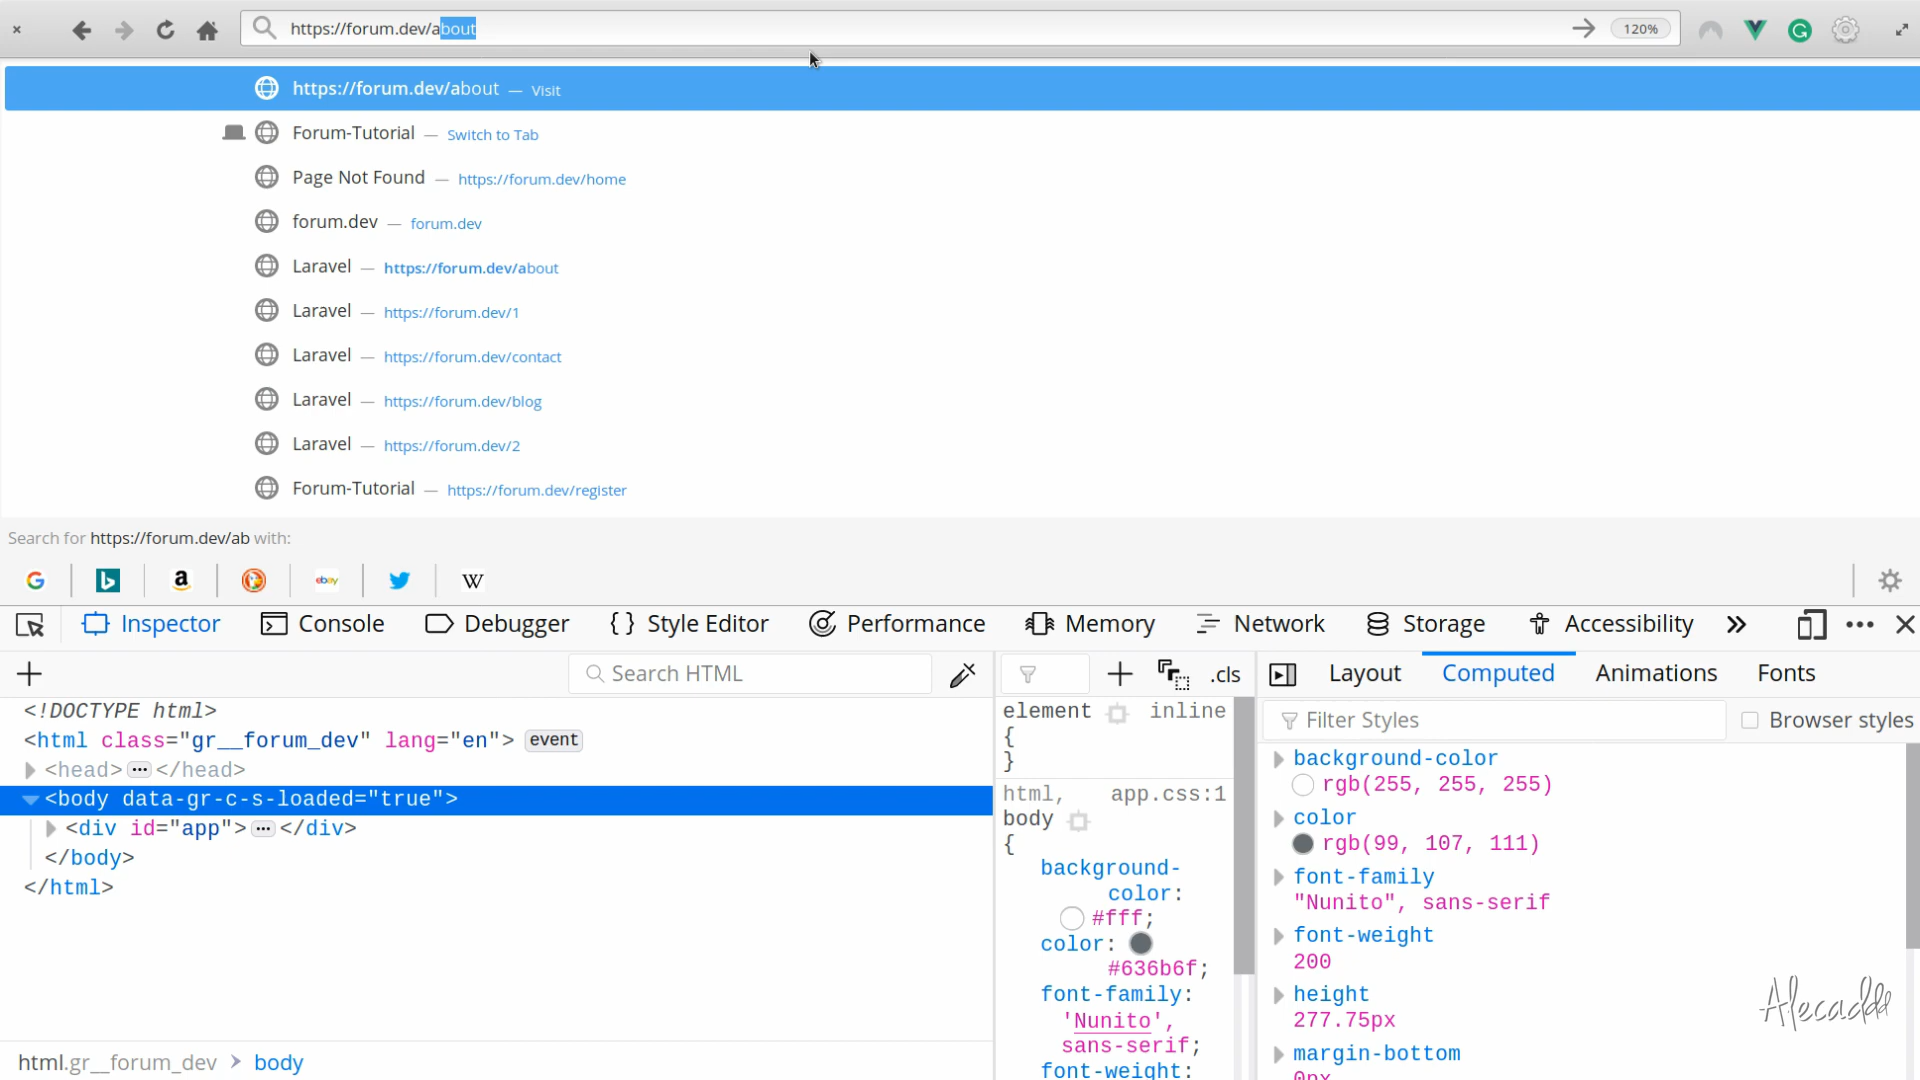 https://forum.dev/about
120%
https://forum.dev/about — Visit
Forum-Tutorial — Switch to Tab
Page Not Found — https://forum.dev/home
forum.dev — forum.dev
Laravel — https://forum.dev/about
Laravel — https://forum.dev/1
Laravel — https://forum.dev/contact
Laravel — https://forum.dev/blog
Laravel — https://forum.dev/2
Forum-Tutorial — https://forum.dev/register
Search for https://forum.dev/ab with:
G b a ebay W
Inspector Console Debugger {} Style Editor Performance Memory Network Storage Accessibility
+ Search HTML
+ .cls
Layout Computed Animations Fonts
<!DOCTYPE html>
<html class="gr__forum_dev" lang="en"> event
<head> ... </head>
<body data-gr-c-s-loaded="true">
<div id="app"> ... </div>
</body>
</html>
html.gr__forum_dev > body
element inline
{
}
html, app.css:1
body
{
background-
color:
#fff;
color:
#636b6f;
font-family:
'Nunito',
sans-serif;
font-weight:
Filter Styles Browser styles
background-color
rgb(255, 255, 255)
color
rgb(99, 107, 111)
font-family
"Nunito", sans-serif
font-weight
200
height
277.75px
margin-bottom
0px
Alecaddd